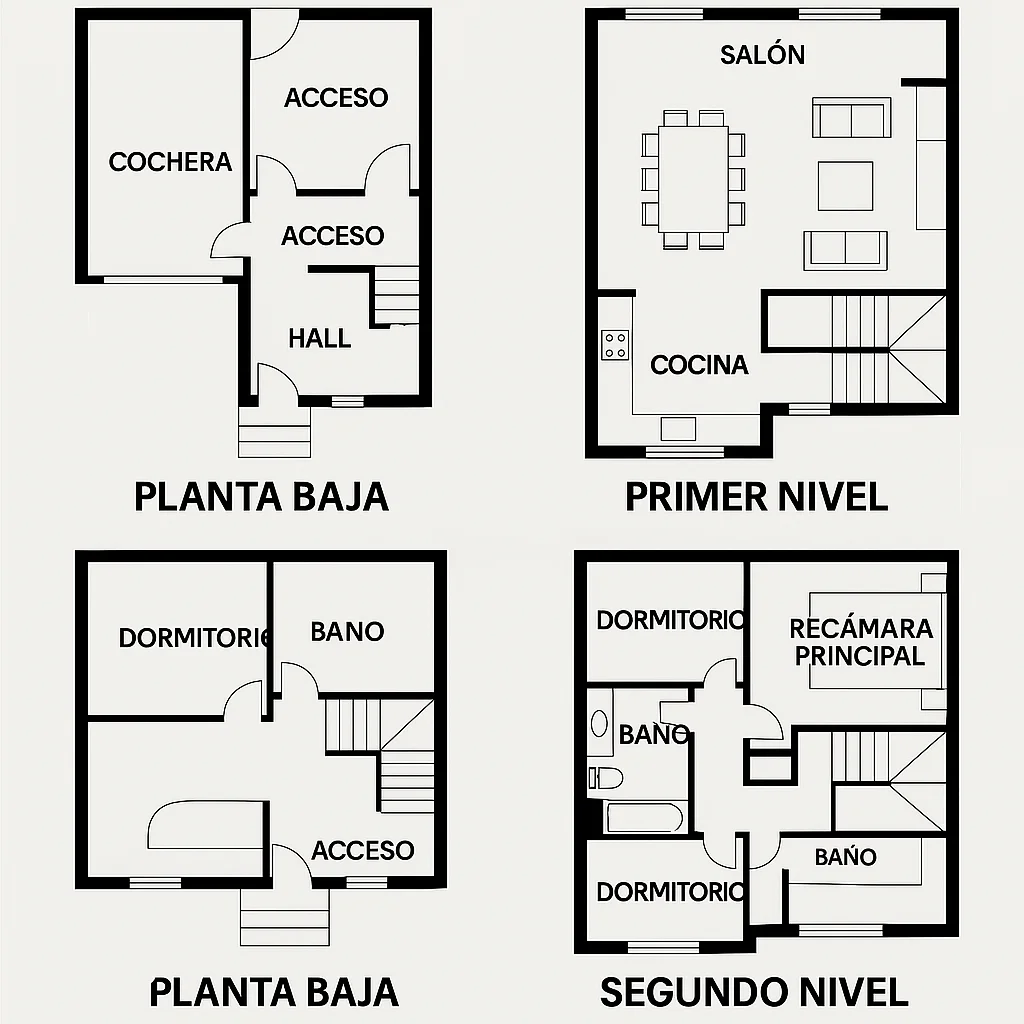 ACCESO
COCHERA
ACCESO
HALL
PLANTA BAJA
SALÓN
COCINA
PRIMER NIVEL
DORMITORIO
BANO
ACCESO
PLANTA BAJA
DORMITORIO
RECÁMARA
PRINCIPAL
BAÑO
BAŃO
DORMITORIO
SEGUNDO NIVEL